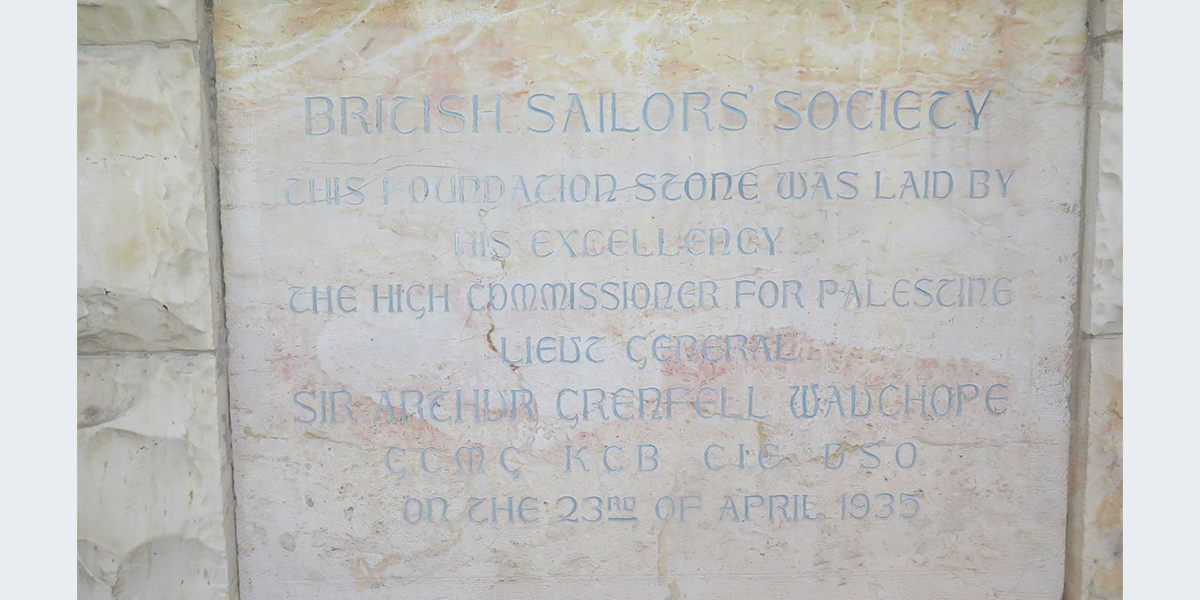 BRITISH SAILORS' SOCIETY
THIS FOUNDATION STONE WAS LAID BY
HIS EXCELLENCY
THE HIGH COMMISSIONER FOR PALESTINE
LIEUT GENERAL
SIR ARTHUR GRENFELL WAUCHOPE
GCMG KCB CIE DSO
ON THE 23RD OF APRIL 1935